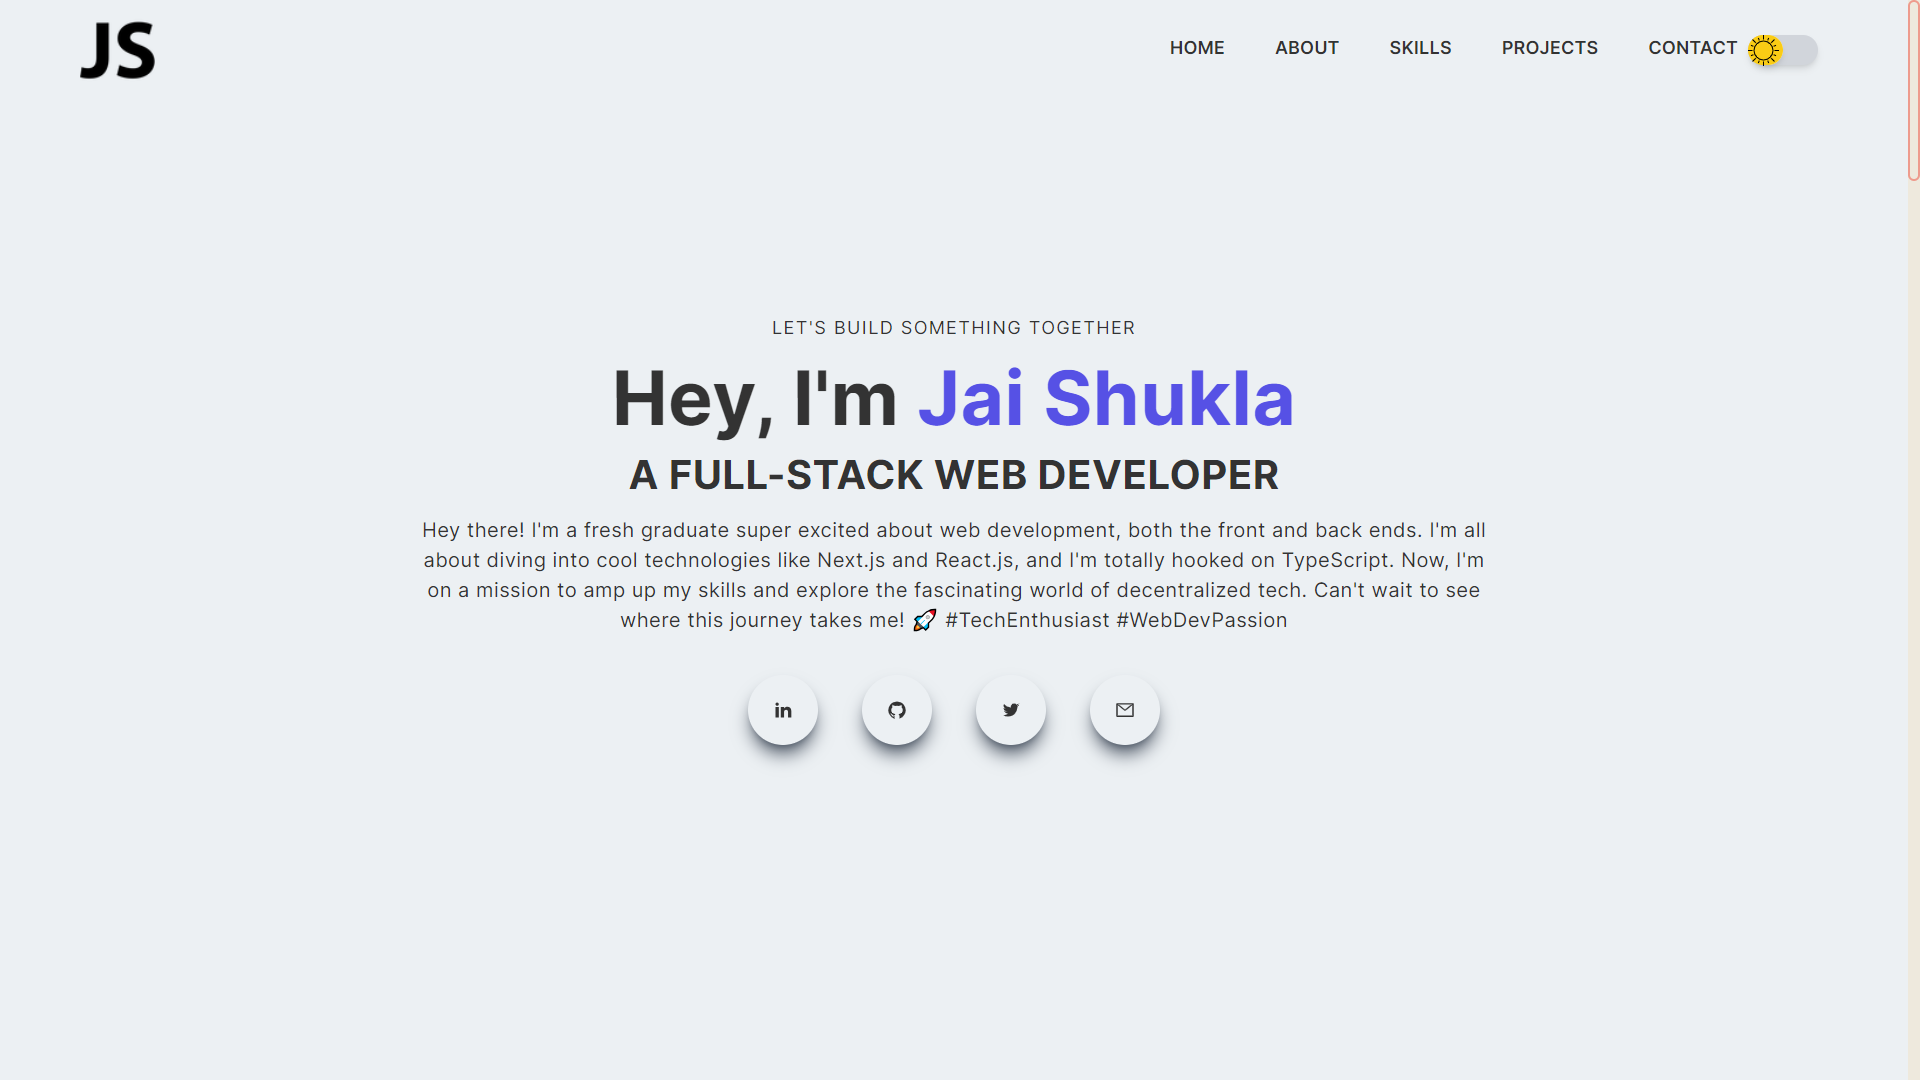 JS
HOME ABOUT SKILLS PROJECTS CONTACT
LET'S BUILD SOMETHING TOGETHER
Hey, I'm Jai Shukla
A FULL-STACK WEB DEVELOPER
Hey there! I'm a fresh graduate super excited about web development, both the front and back ends. I'm all
about diving into cool technologies like Next.js and React.js, and I'm totally hooked on TypeScript. Now, I'm
on a mission to amp up my skills and explore the fascinating world of decentralized tech. Can't wait to see
where this journey takes me! 🚀 #TechEnthusiast #WebDevPassion
in